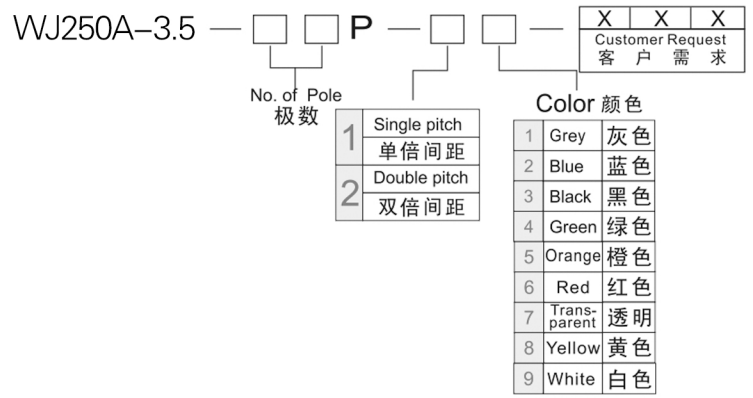 WJ250A-3.5 — □ □ P — □ □ — X X X
Customer Request
客户需求
No. of Pole
极数
1 Single pitch
单倍间距
2 Double pitch
双倍间距
Color 颜色
1 Grey 灰色
2 Blue 蓝色
3 Black 黑色
4 Green 绿色
5 Orange 橙色
6 Red 红色
7 Trans-
parent 透明
8 Yellow 黄色
9 White 白色